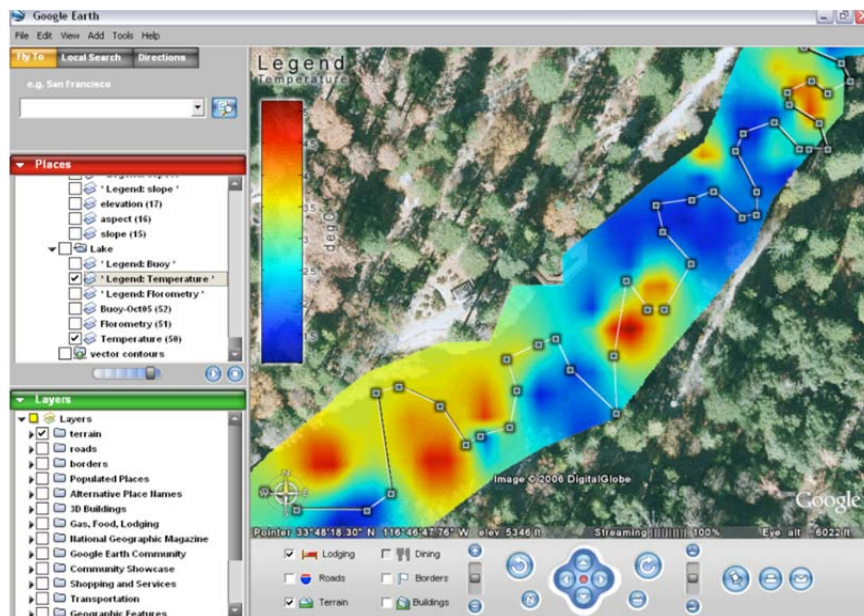 Google Earth
File Edit View Add Tools Help
Fly To Local Search Directions
e.g. San Francisco
Places
' Legend: slope '
elevation (17)
aspect (16)
slope (15)
Lake
' Legend: Buoy '
' Legend: Temperature '
' Legend: Florometry '
Buoy-Oct05 (52)
Florometry (51)
Temperature (50)
vector contours
Layers
Layers
terrain
roads
borders
Populated Places
Alternative Place Names
3D Buildings
Gas, Food, Lodging
National Geographic Magazine
Google Earth Community
Community Showcase
Shopping and Services
Transportation
Geographic Features
Legend
Temperature
degC
N
Image © 2006 DigitalGlobe
Google
Pointer 33°48'18.30" N 116°46'47.76" W elev 5346 ft Streaming |||||||||| 100% Eye alt 6022 ft
Lodging Dining
Roads Borders
Terrain Buildings
N